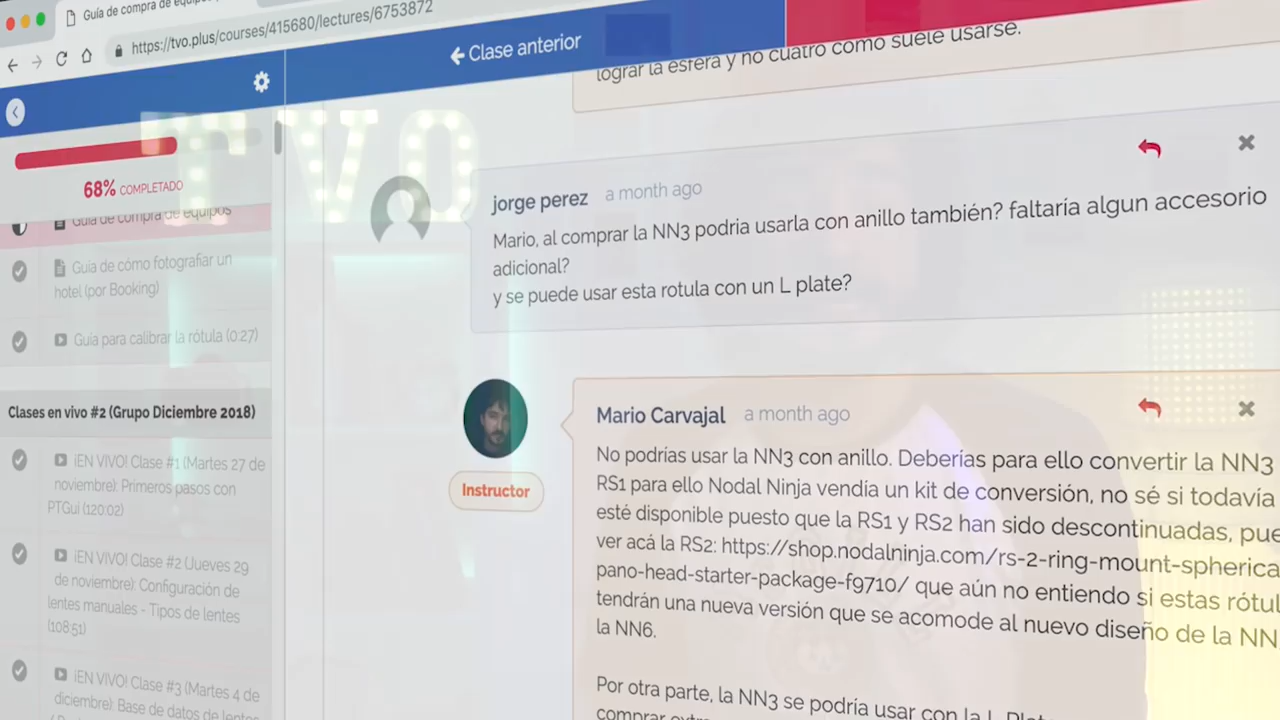 Guía de compra de equipos
https://tvo.plus/courses/415680/lectures/6753872
Clase anterior
TVO
68% COMPLETADO
Guía de compra de equipos
Guía de cómo fotografiar un
hotel (por Booking)
Guía para calibrar la rótula (0:27)
Clases en vivo #2 (Grupo Diciembre 2018)
¡EN VIVO! Clase #1 (Martes 27 de
noviembre): Primeros pasos con
PTGui (120:02)
¡EN VIVO! Clase #2 (Jueves 29
de noviembre): Configuración de
lentes manuales - Tipos de lentes
(108:51)
¡EN VIVO! Clase #3 (Martes 4 de
diciembre): Base de datos de lentes
lograr la esfera y no cuatro como suele usarse.
jorge perez a month ago
Mario, al comprar la NN3 podria usarla con anillo también? faltaría algun accesorio
adicional?
y se puede usar esta rotula con un L plate?
Instructor
Mario Carvajal a month ago
No podrías usar la NN3 con anillo. Deberías para ello convertir la NN3
RS1 para ello Nodal Ninja vendía un kit de conversión, no sé si todavía
esté disponible puesto que la RS1 y RS2 han sido descontinuadas, pue
ver acá la RS2: https://shop.nodalninja.com/rs-2-ring-mount-spherica
pano-head-starter-package-f9710/ que aún no entiendo si estas rótul
tendrán una nueva versión que se acomode al nuevo diseño de la NN
la NN6.
Por otra parte, la NN3 se podría usar con la L
comprar